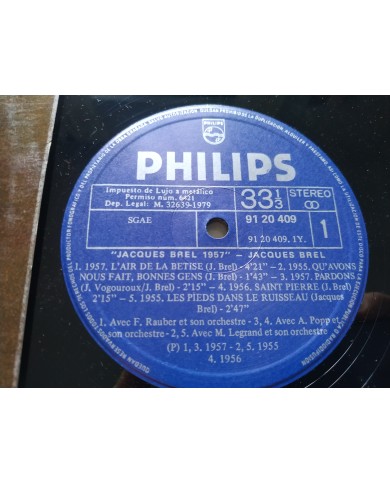 PHILIPS
Impuesto de Lujo a metálico
Permiso núm. 6421
Dep. Legal: M. 32639-1979
SGAE
33 1/3
STEREO
91 20 409
91 20 409. 1Y.
1
"JACQUES BREL 1957" - JACQUES BREL
1. 1957, L'AIR DE LA BETISE (J. Brel) - 4'21" - 2. 1955, QU'AVONS
NOUS FAIT, BONNES GENS (J. Brel) - 1'43" - 3. 1957. PARDONS
(J. Vogouroux/J. Brel) - 2'15" - 4. 1956. SAINT PIERRE (J. Brel)
2'15" - 5. 1955, LES PIEDS DANS LE RUISSEAU (Jacques
Brel) - 2'47"
1. Avec F. Rauber et son orchestre - 3, 4. Avec A. Popp et
son orchestre - 2, 5. Avec M. Legrand et son orchestre
(P) 1, 3. 1957 - 2, 5. 1955
4. 1956